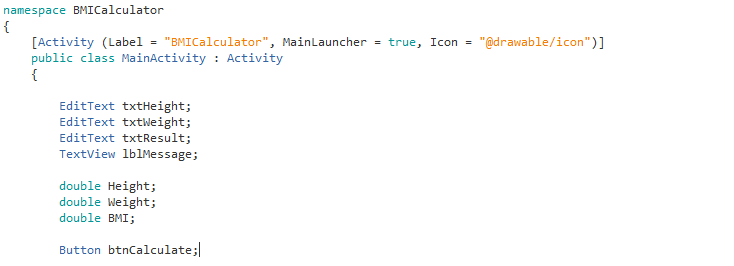 namespace BMICalculator
{
[Activity (Label = "BMICalculator", MainLauncher = true, Icon = "@drawable/icon")]
public class MainActivity : Activity
{
EditText txtHeight;
EditText txtWeight;
EditText txtResult;
TextView lblMessage;
double Height;
double Weight;
double BMI;
Button btnCalculate;